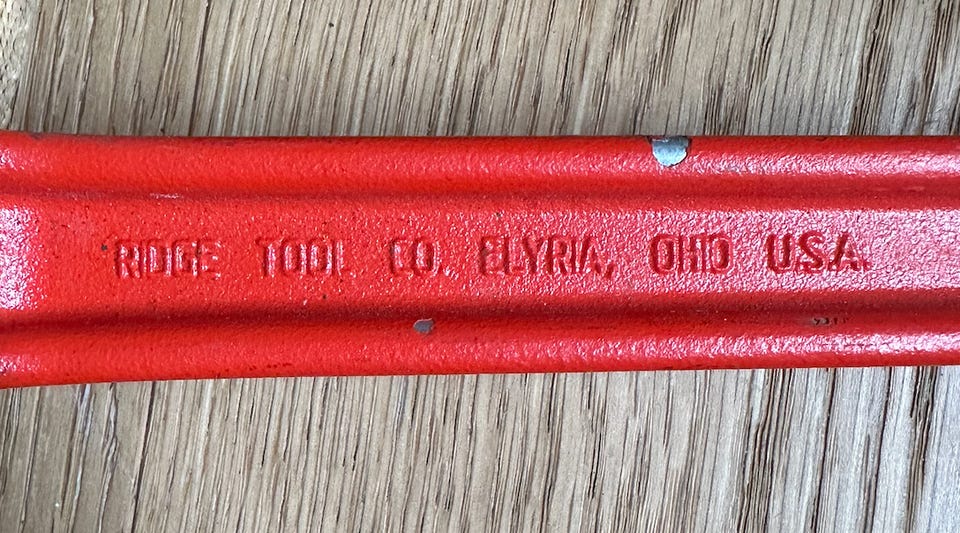 RIDGE TOOL CO. ELYRIA, OHIO U.S.A.